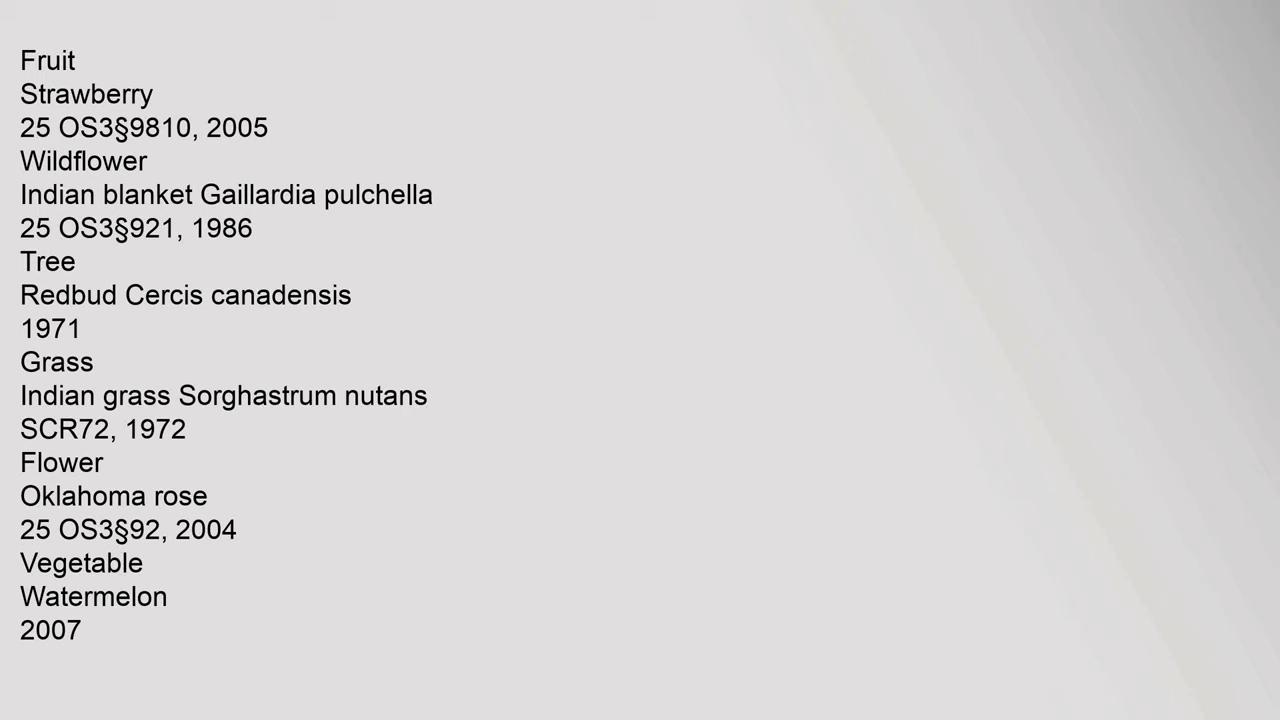 Fruit
Strawberry
25 OS3§9810, 2005
Wildflower
Indian blanket Gaillardia pulchella
25 OS3§921, 1986
Tree
Redbud Cercis canadensis
1971
Grass
Indian grass Sorghastrum nutans
SCR72, 1972
Flower
Oklahoma rose
25 OS3§92, 2004
Vegetable
Watermelon
2007